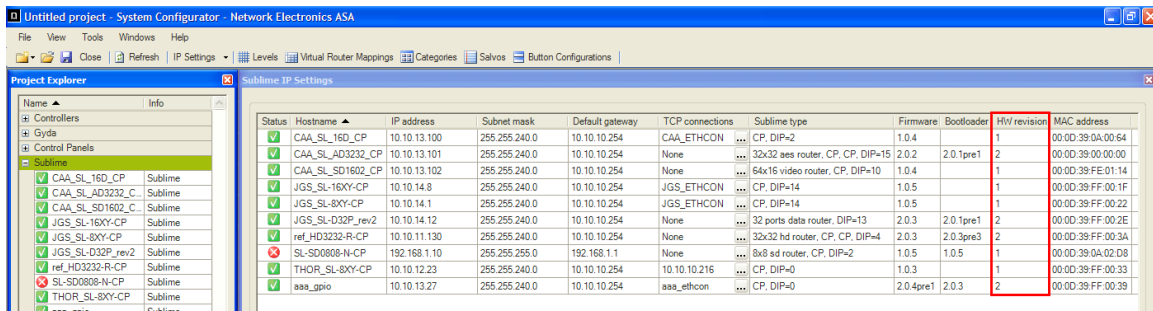 Untitled project - System Configurator - Network Electronics ASA
File View Tools Windows Help
Close Refresh IP Settings Levels Virtual Router Mappings Categories Salvos Button Configurations
Project Explorer
Name Info
Controllers
Gyda
Control Panels
Sublime
CAA_SL_16D_CP Sublime
CAA_SL_AD3232_C... Sublime
CAA_SL_SD1602_C... Sublime
JGS_SL-16XY-CP Sublime
JGS_SL-8XY-CP Sublime
JGS_SL-D32P_rev2 Sublime
ref_HD3232-R-CP Sublime
SL-SD0808-N-CP Sublime
THOR_SL-8XY-CP Sublime
Sublime IP Settings
Status Hostname IP address Subnet mask Default gateway TCP connections Sublime type Firmware Bootloader HW revision MAC address
CAA_SL_16D_CP 10.10.13.100 255.255.240.0 10.10.10.254 CAA_ETHCON ... CP, DIP=2 1.0.4 1 00:0D:39:0A:00:64
CAA_SL_AD3232_CP 10.10.13.101 255.255.240.0 10.10.10.254 None ... 32x32 aes router, CP, CP, DIP=15 2.0.2 2.0.1pre1 2 00:0D:39:00:00:00
CAA_SL_SD1602_CP 10.10.13.102 255.255.240.0 10.10.10.254 None ... 64x16 video router, CP, DIP=10 1.0.4 1 00:0D:39:FE:01:14
JGS_SL-16XY-CP 10.10.14.8 255.255.240.0 10.10.10.254 JGS_ETHCON ... CP, DIP=14 1.0.5 1 00:0D:39:FF:00:1F
JGS_SL-8XY-CP 10.10.14.1 255.255.240.0 10.10.10.254 JGS_ETHCON ... CP, DIP=14 1.0.5 1 00:0D:39:FF:00:22
JGS_SL-D32P_rev2 10.10.14.12 255.255.240.0 10.10.10.254 None ... 32 ports data router, DIP=13 2.0.3 2.0.1pre1 2 00:0D:39:FF:00:2E
ref_HD3232-R-CP 10.10.11.130 255.255.240.0 10.10.10.254 None ... 32x32 hd router, CP, CP, DIP=4 2.0.3 2.0.3pre3 2 00:0D:39:FF:00:3A
SL-SD0808-N-CP 192.168.1.10 255.255.255.0 192.168.1.1 None ... 8x8 sd router, CP, DIP=2 1.0.5 1.0.5 1 00:0D:39:0A:02:D8
THOR_SL-8XY-CP 10.10.12.23 255.255.240.0 10.10.10.254 10.10.10.216 ... CP, DIP=0 1.0.3 1 00:0D:39:FF:00:33
aaa_gpio 10.10.13.27 255.255.240.0 10.10.10.254 aaa_ethcon ... CP, DIP=0 2.0.4pre1 2.0.3 2 00:0D:39:FF:00:39